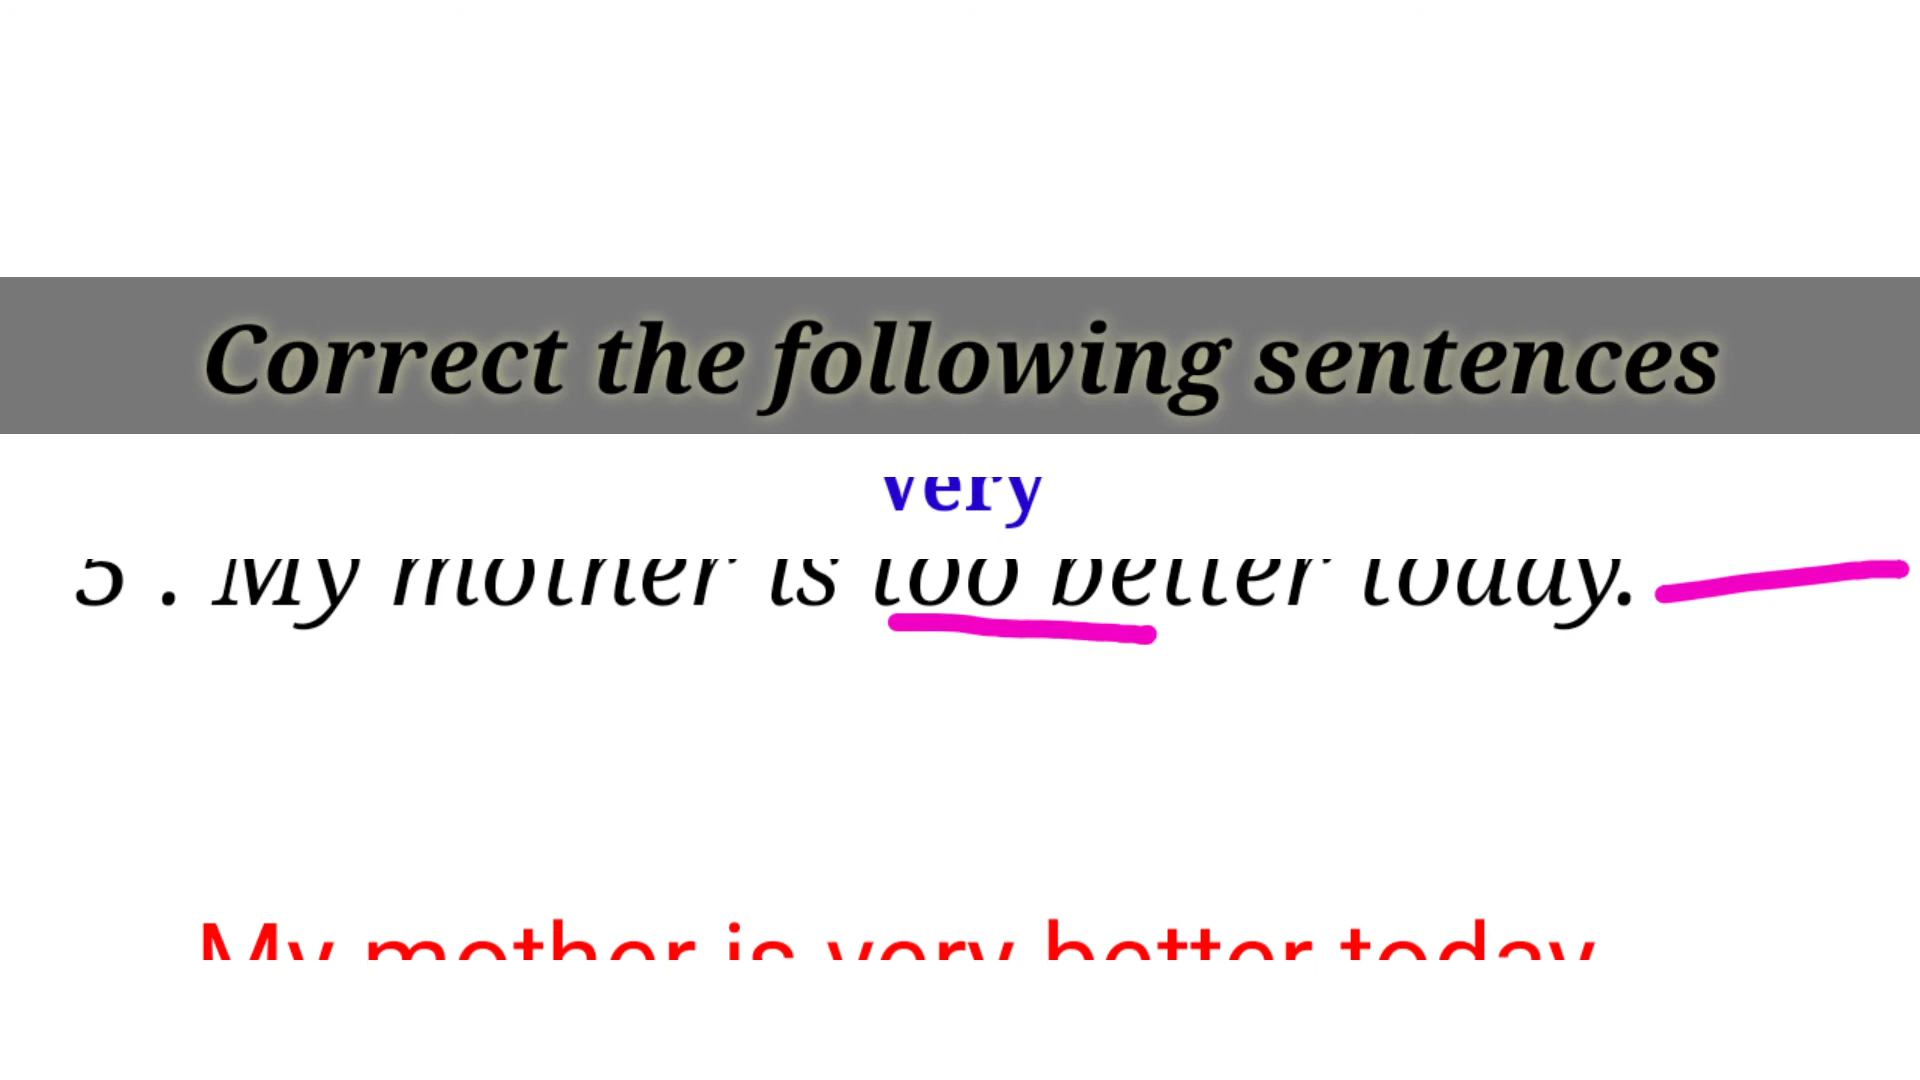 Correct the following sentences
very
5 . My mother is too better today.
My mother is very better today